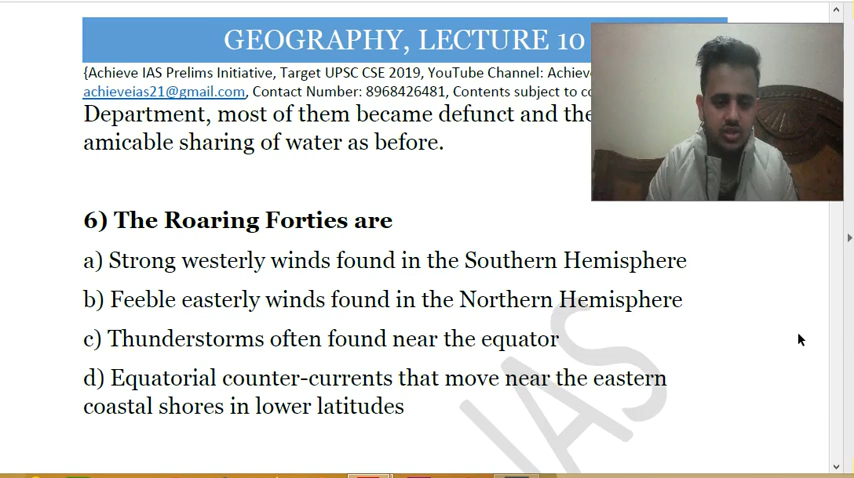 GEOGRAPHY, LECTURE 10
{Achieve IAS Prelims Initiative, Target UPSC CSE 2019, YouTube Channel: Achiev
achieveias21@gmail.com, Contact Number: 8968426481, Contents subject to co
Department, most of them became defunct and the
amicable sharing of water as before.
6) The Roaring Forties are
a) Strong westerly winds found in the Southern Hemisphere
b) Feeble easterly winds found in the Northern Hemisphere
c) Thunderstorms often found near the equator
d) Equatorial counter-currents that move near the eastern
coastal shores in lower latitudes
IAS